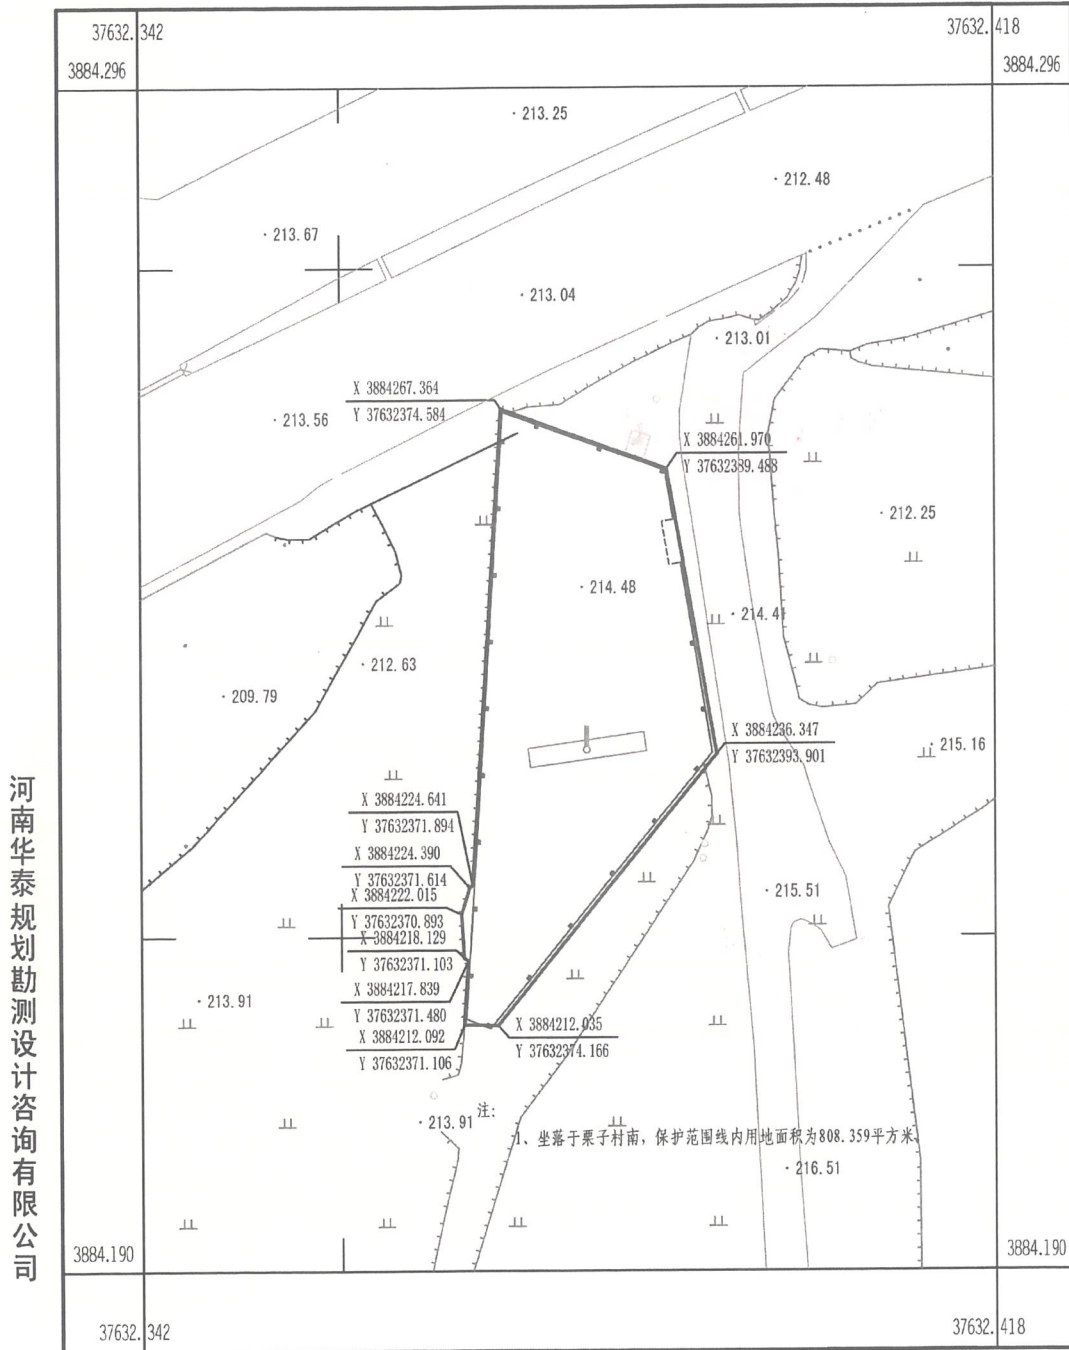 37632.342
37632.418
3884.296
3884.296
213.25
212.48
213.67
213.04
213.01
X 3884267.364
Y 37632374.584
213.56
X 3884261.970
Y 37632389.488
212.25
214.48
214.41
212.63
209.79
X 3884236.347
Y 37632393.901
215.16
X 3884224.641
Y 37632371.894
X 3884224.390
Y 37632371.614
X 3884222.015
Y 37632370.893
X 3884218.129
Y 37632371.103
X 3884217.839
Y 37632371.480
X 3884212.092
Y 37632371.106
X 3884212.035
Y 37632374.166
215.51
213.91
213.91
注:
1、坐落于栗子村南，保护范围线内用地面积为808.359平方米
216.51
河南华泰规划勘测设计咨询有限公司
3884.190
3884.190
37632.342
37632.418